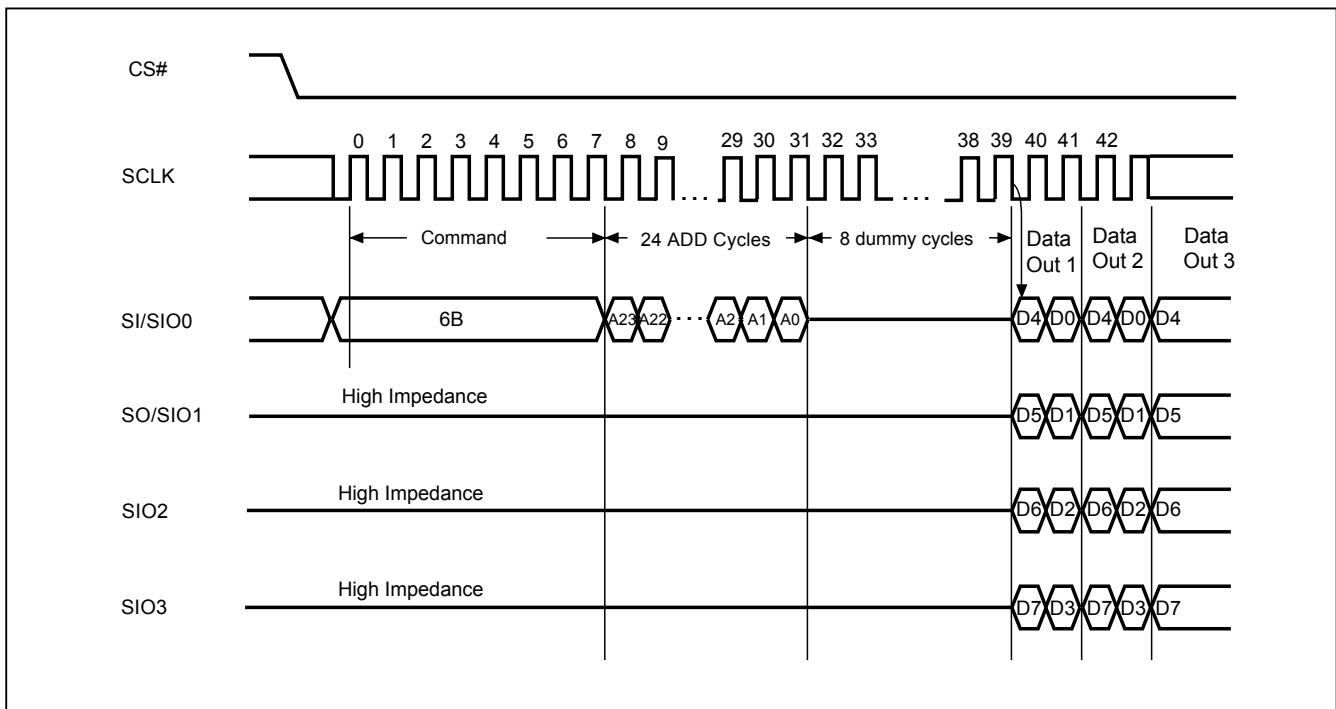 CS#
0 1 2 3 4 5 6 7 8 9 29 30 31 32 33 38 39 40 41 42
SCLK
Command 24 ADD Cycles 8 dummy cycles Data Out 1 Data Out 2 Data Out 3
SI/SIO0 6B A23 A22 A2 A1 A0 D4 D0 D4 D0 D4
High Impedance
SO/SIO1 D5 D1 D5 D1 D5
High Impedance
SIO2 D6 D2 D6 D2 D6
High Impedance
SIO3 D7 D3 D7 D3 D7